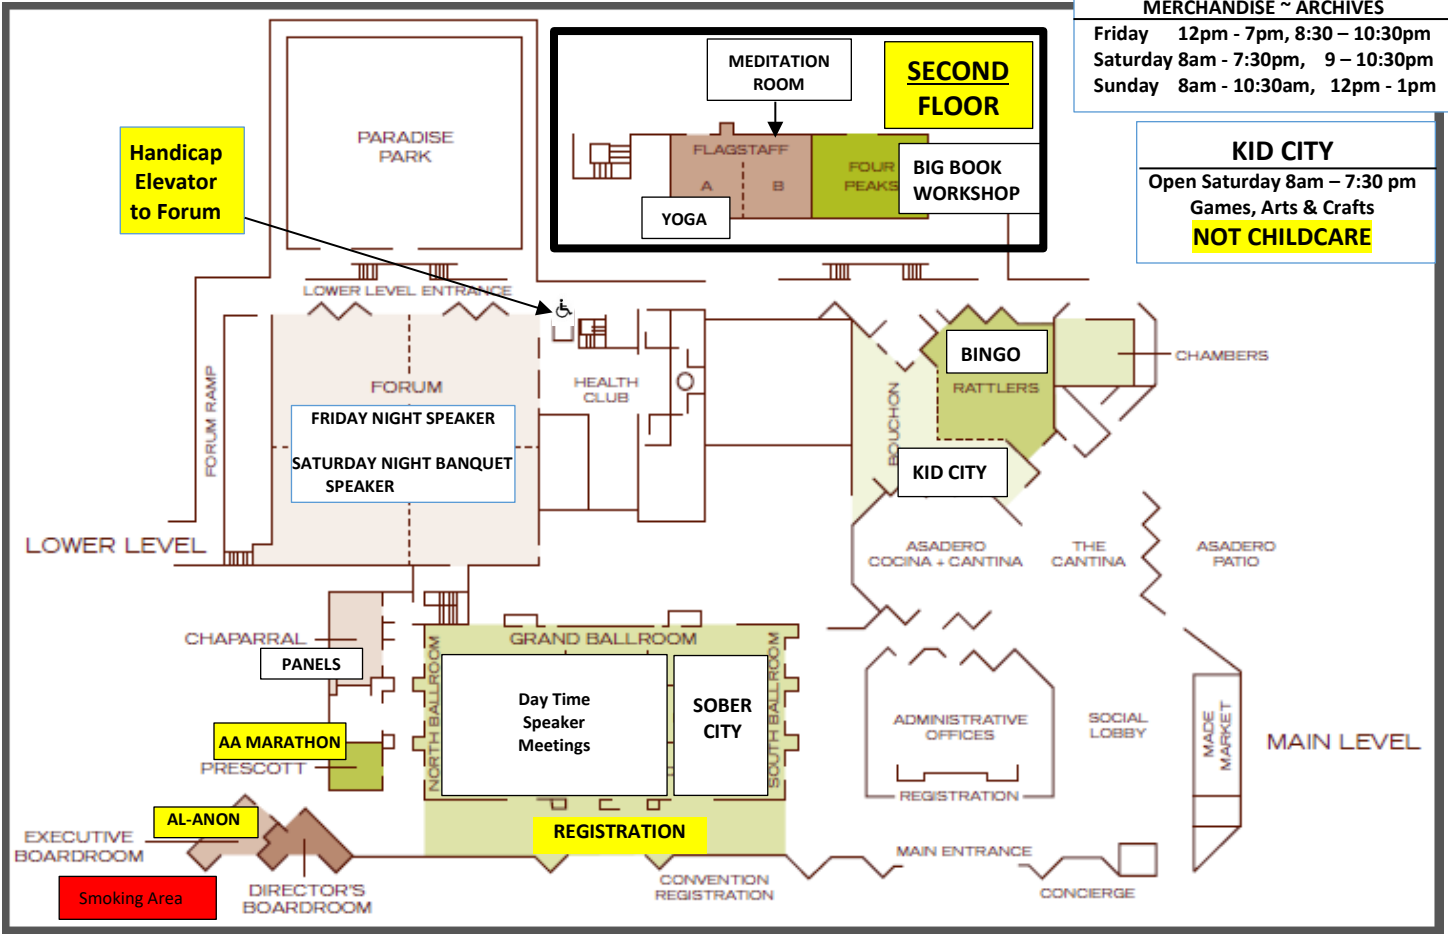 MERCHANDISE ~ ARCHIVES
Friday 12pm - 7pm, 8:30 – 10:30pm
Saturday 8am - 7:30pm, 9 – 10:30pm
Sunday 8am - 10:30am, 12pm - 1pm
KID CITY
Open Saturday 8am – 7:30 pm
Games, Arts & Crafts
NOT CHILDCARE
SECOND
FLOOR
MEDITATION
ROOM
FLAGSTAFF
A
B
FOUR
PEAKS
BIG BOOK
WORKSHOP
YOGA
PARADISE
PARK
Handicap
Elevator
to Forum
LOWER LEVEL ENTRANCE
FORUM RAMP
FORUM
FRIDAY NIGHT SPEAKER
SATURDAY NIGHT BANQUET
SPEAKER
HEALTH
CLUB
BOUCHON
BINGO
RATTLERS
CHAMBERS
KID CITY
LOWER LEVEL
ASADERO
COCINA + CANTINA
THE
CANTINA
ASADERO
PATIO
CHAPARRAL
PANELS
NORTH BALLROOM
GRAND BALLROOM
SOUTH BALLROOM
Day Time
Speaker
Meetings
SOBER
CITY
AA MARATHON
PRESCOTT
ADMINISTRATIVE
OFFICES
REGISTRATION
SOCIAL
LOBBY
MADE
MARKET
MAIN LEVEL
AL-ANON
EXECUTIVE
BOARDROOM
REGISTRATION
MAIN ENTRANCE
Smoking Area
DIRECTOR'S
BOARDROOM
CONVENTION
REGISTRATION
CONCIERGE